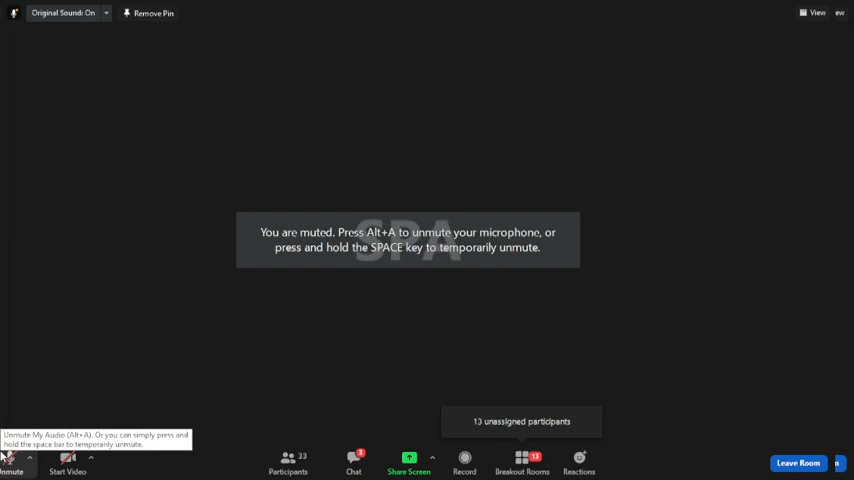 Original Sound: On
Remove Pin
View
ew
SPA
You are muted. Press Alt+A to unmute your microphone, or
press and hold the SPACE key to temporarily unmute.
13 unassigned participants
Unmute My Audio (Alt+A). Or you can simply press and
hold the space bar to temporarily unmute.
33
3
13
Unmute
Start Video
Participants
Chat
Share Screen
Record
Breakout Rooms
Reactions
Leave Room
n